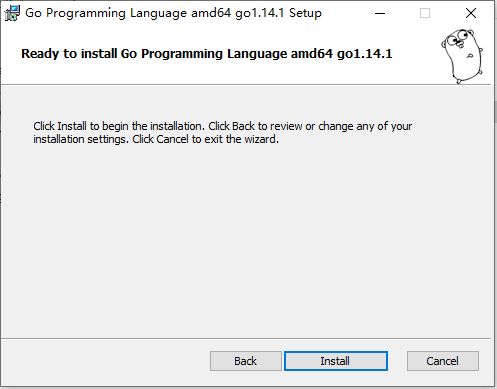 Go Programming Language amd64 go1.14.1 Setup
Ready to install Go Programming Language amd64 go1.14.1
Click Install to begin the installation. Click Back to review or change any of your
installation settings. Click Cancel to exit the wizard.
Back
Install
Cancel